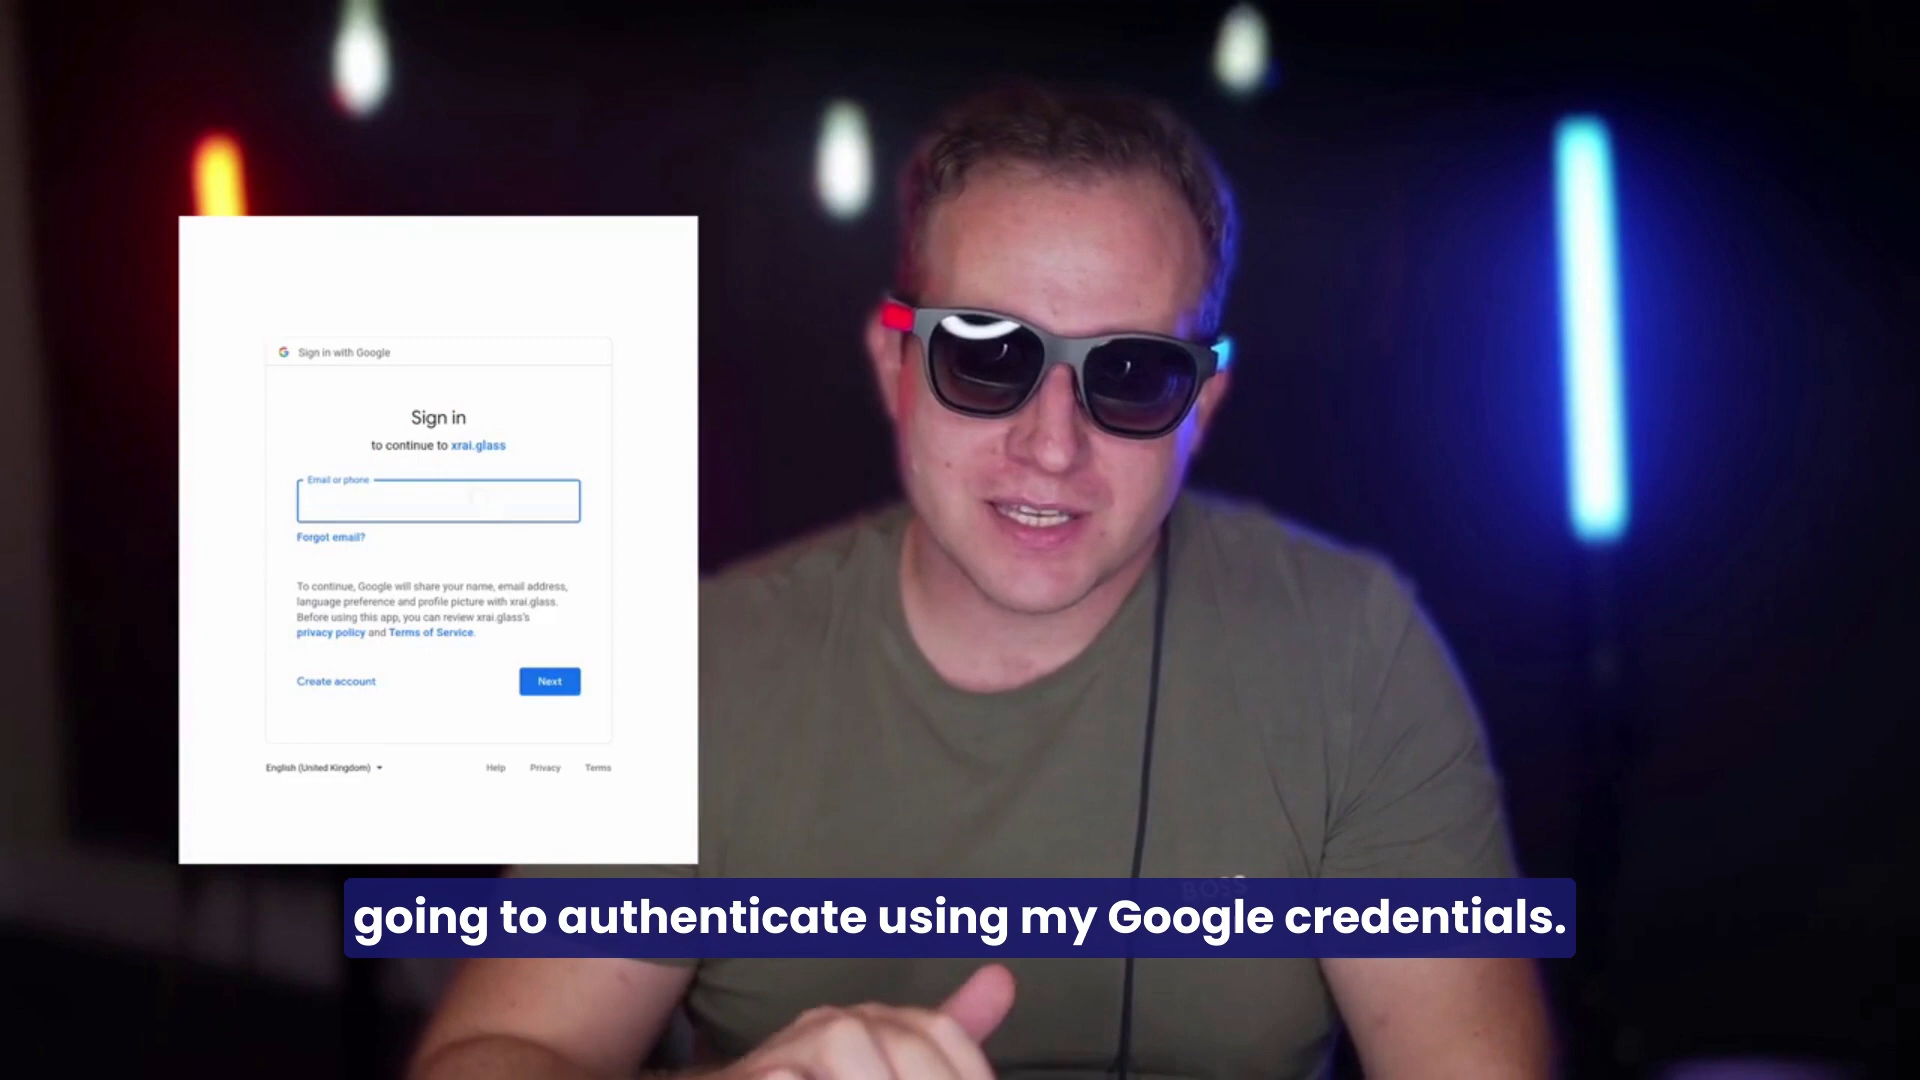 Sign in with Google
Sign in
to continue to xrai.glass
Email or phone
Forgot email?
To continue, Google will share your name, email address,
language preference and profile picture with xrai.glass.
Before using this app, you can review xrai.glass's
privacy policy and Terms of Service.
Create account
Next
English (United Kingdom)
Help
Privacy
Terms
BOSS
going to authenticate using my Google credentials.